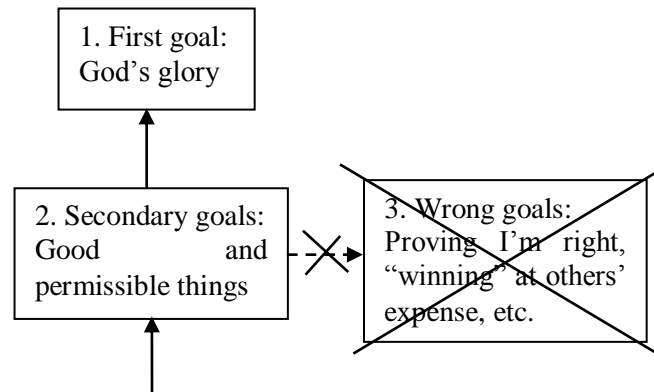 1. First goal:
God’s glory
2. Secondary goals:
Good and
permissible things
3. Wrong goals:
Proving I’m right,
“winning” at others’
expense, etc.